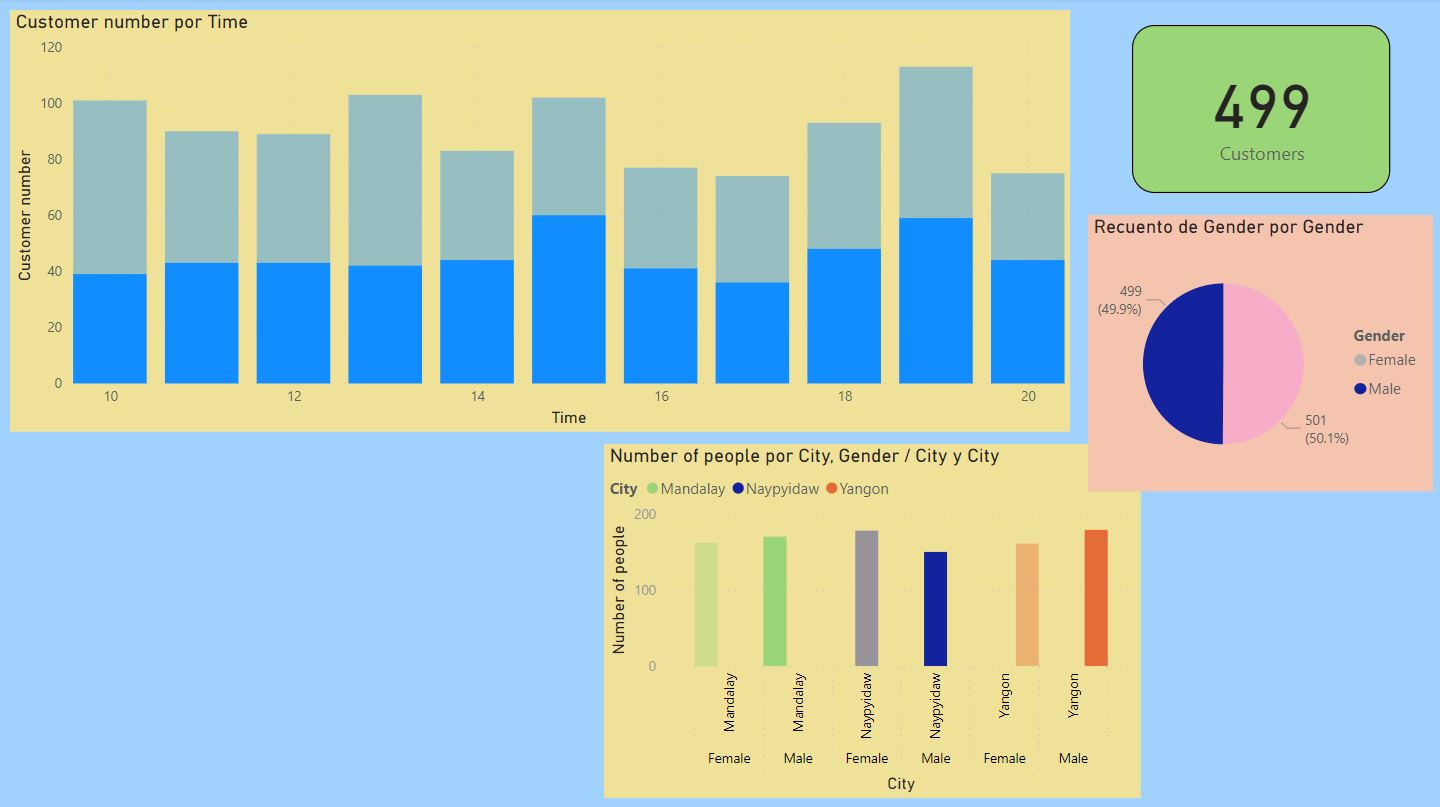 Customer number por Time
Customer number
120
100
80
60
40
20
0
10
12
14
16
18
20
Time
499
Customers
Recuento de Gender por Gender
499
(49.9%)
501
(50.1%)
Gender
Female
Male
Number of people por City, Gender / City y City
City Mandalay Naypyidaw Yangon
Number of people
200
100
0
Mandalay
Mandalay
Naypyidaw
Naypyidaw
Yangon
Yangon
Female
Male
Female
Male
Female
Male
City